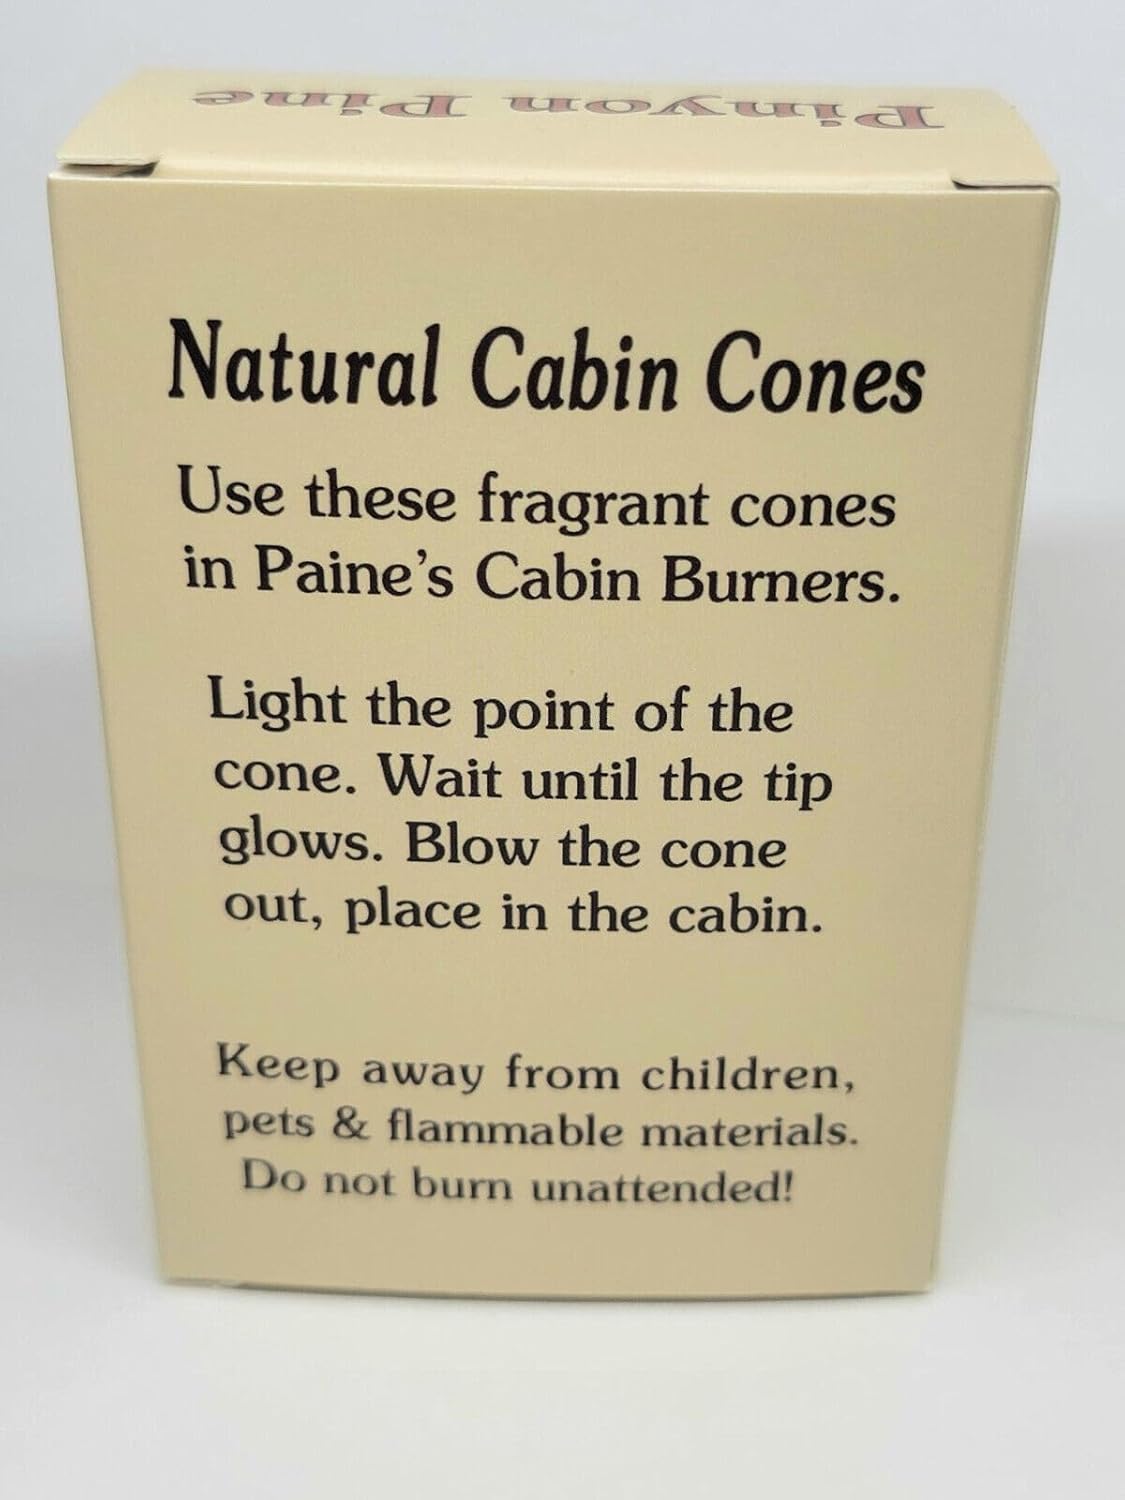 Pinyon Pine
Natural Cabin Cones
Use these fragrant cones
in Paine's Cabin Burners.
Light the point of the
cone. Wait until the tip
glows. Blow the cone
out, place in the cabin.
Keep away from children,
pets & flammable materials.
Do not burn unattended!